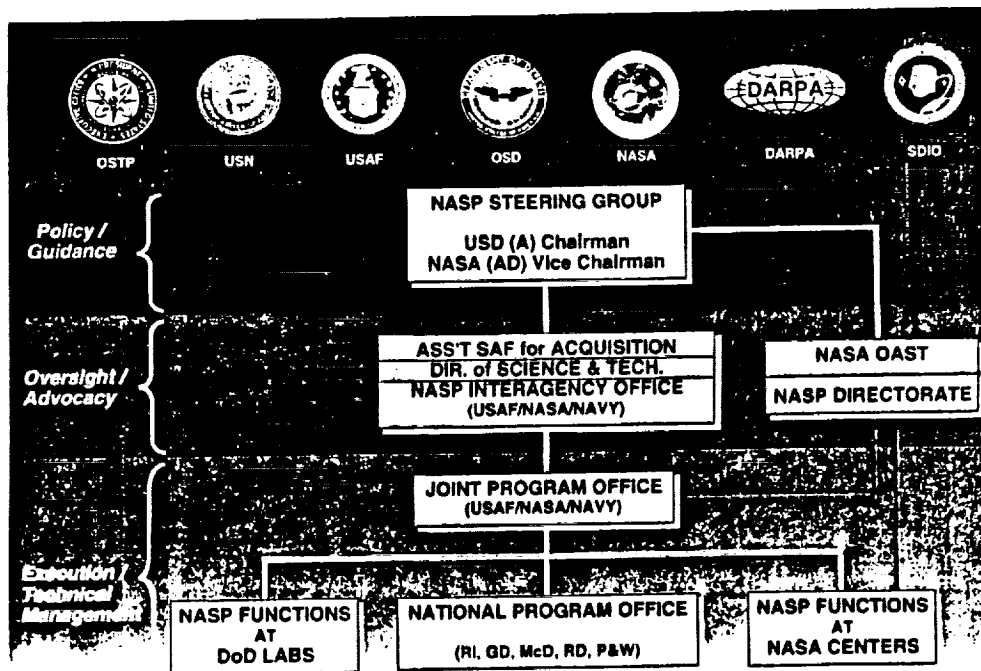 DARPA
OSTP
USN
USAF
OSD
NASA
DARPA
SDIO
Policy /
Guidance
NASP STEERING GROUP
USD (A) Chairman
NASA (AD) Vice Chairman
Oversight /
Advocacy
ASS'T SAF for ACQUISITION
DIR. of SCIENCE & TECH.
NASP INTERAGENCY OFFICE
(USAF/NASA/NAVY)
NASA OAST
NASP DIRECTORATE
Execution /
Technical
Management
JOINT PROGRAM OFFICE
(USAF/NASA/NAVY)
NASP FUNCTIONS
AT
DoD LABS
NATIONAL PROGRAM OFFICE
(RI, GD, McD, RD, P&W)
NASP FUNCTIONS
AT
NASA CENTERS